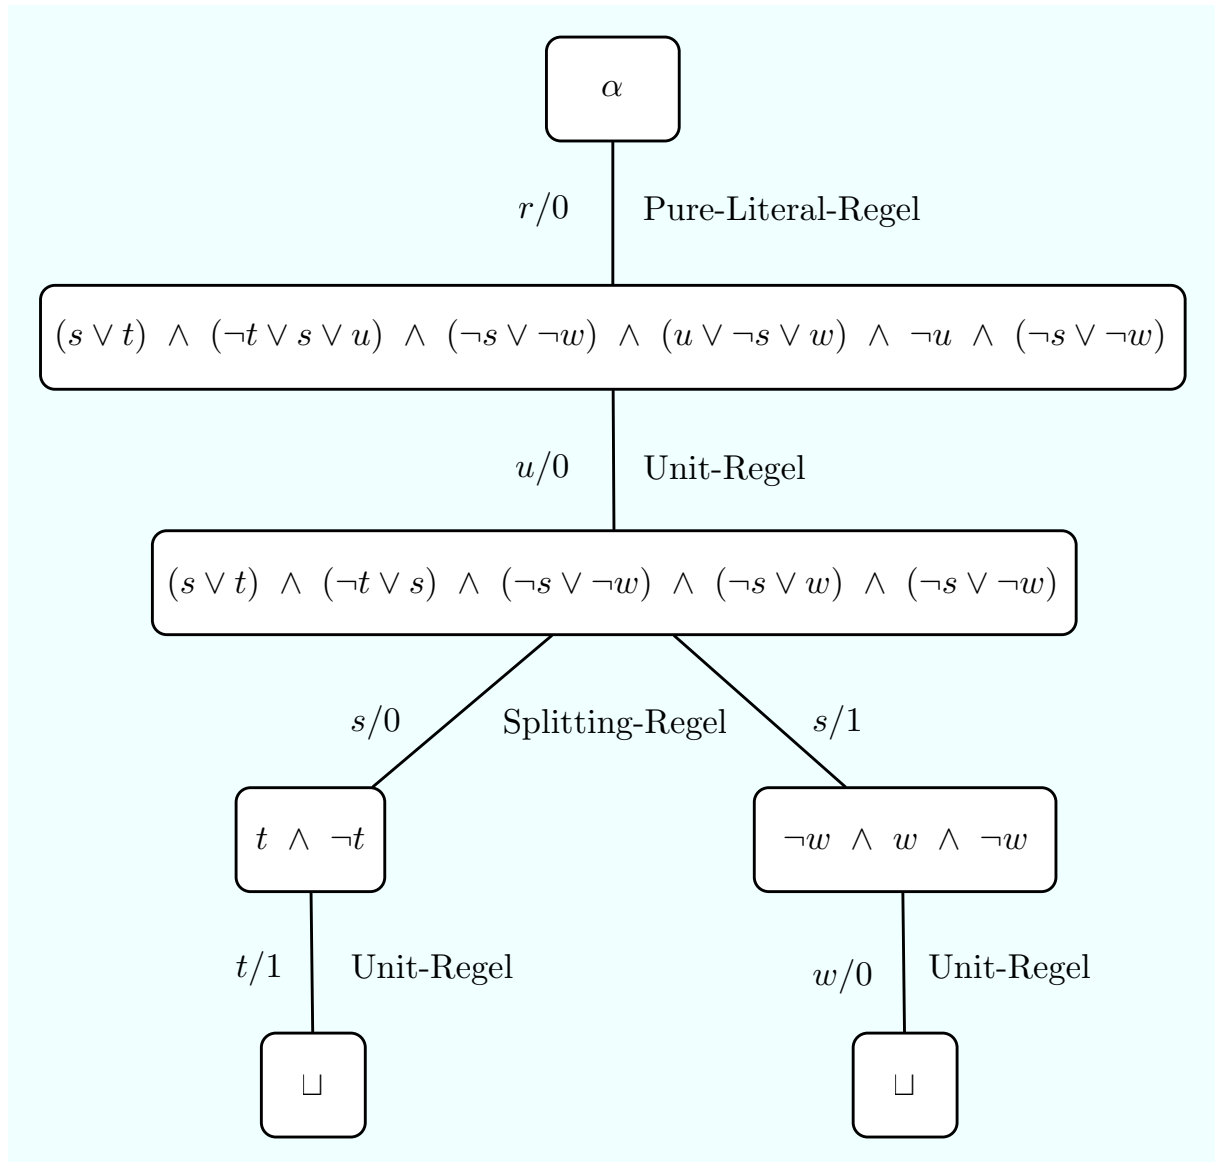 α
r/0 Pure-Literal-Regel
(s ∨ t) ∧ (¬t ∨ s ∨ u) ∧ (¬s ∨ ¬w) ∧ (u ∨ ¬s ∨ w) ∧ ¬u ∧ (¬s ∨ ¬w)
u/0 Unit-Regel
(s ∨ t) ∧ (¬t ∨ s) ∧ (¬s ∨ ¬w) ∧ (¬s ∨ w) ∧ (¬s ∨ ¬w)
s/0 Splitting-Regel s/1
t ∧ ¬t ¬w ∧ w ∧ ¬w
t/1 Unit-Regel w/0 Unit-Regel
⊔ ⊔